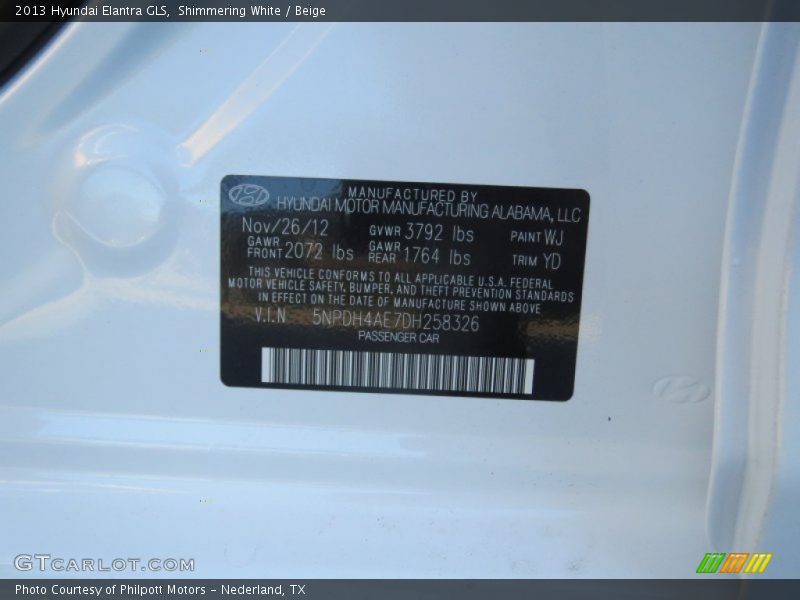 2013 Hyundai Elantra GLS, Shimmering White / Beige
MANUFACTURED BY
HYUNDAI MOTOR MANUFACTURING ALABAMA, LLC
Nov/26/12 GVWR 3792 lbs PAINT WJ
GAWR FRONT 2072 lbs GAWR REAR 1764 lbs TRIM YD
THIS VEHICLE CONFORMS TO ALL APPLICABLE U.S.A. FEDERAL
MOTOR VEHICLE SAFETY, BUMPER, AND THEFT PREVENTION STANDARDS
IN EFFECT ON THE DATE OF MANUFACTURE SHOWN ABOVE
V.I.N 5NPDH4AE7DH258326
PASSENGER CAR
GTCARLOT.COM
Photo Courtesy of Philpott Motors - Nederland, TX